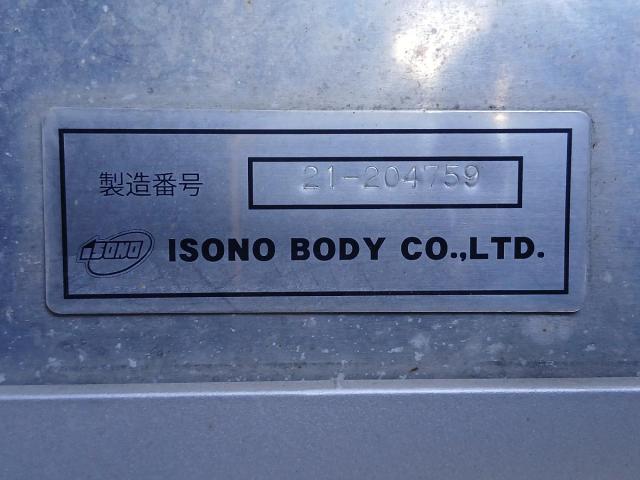 製造番号 21-204759
iSONO ISONO BODY CO.,LTD.